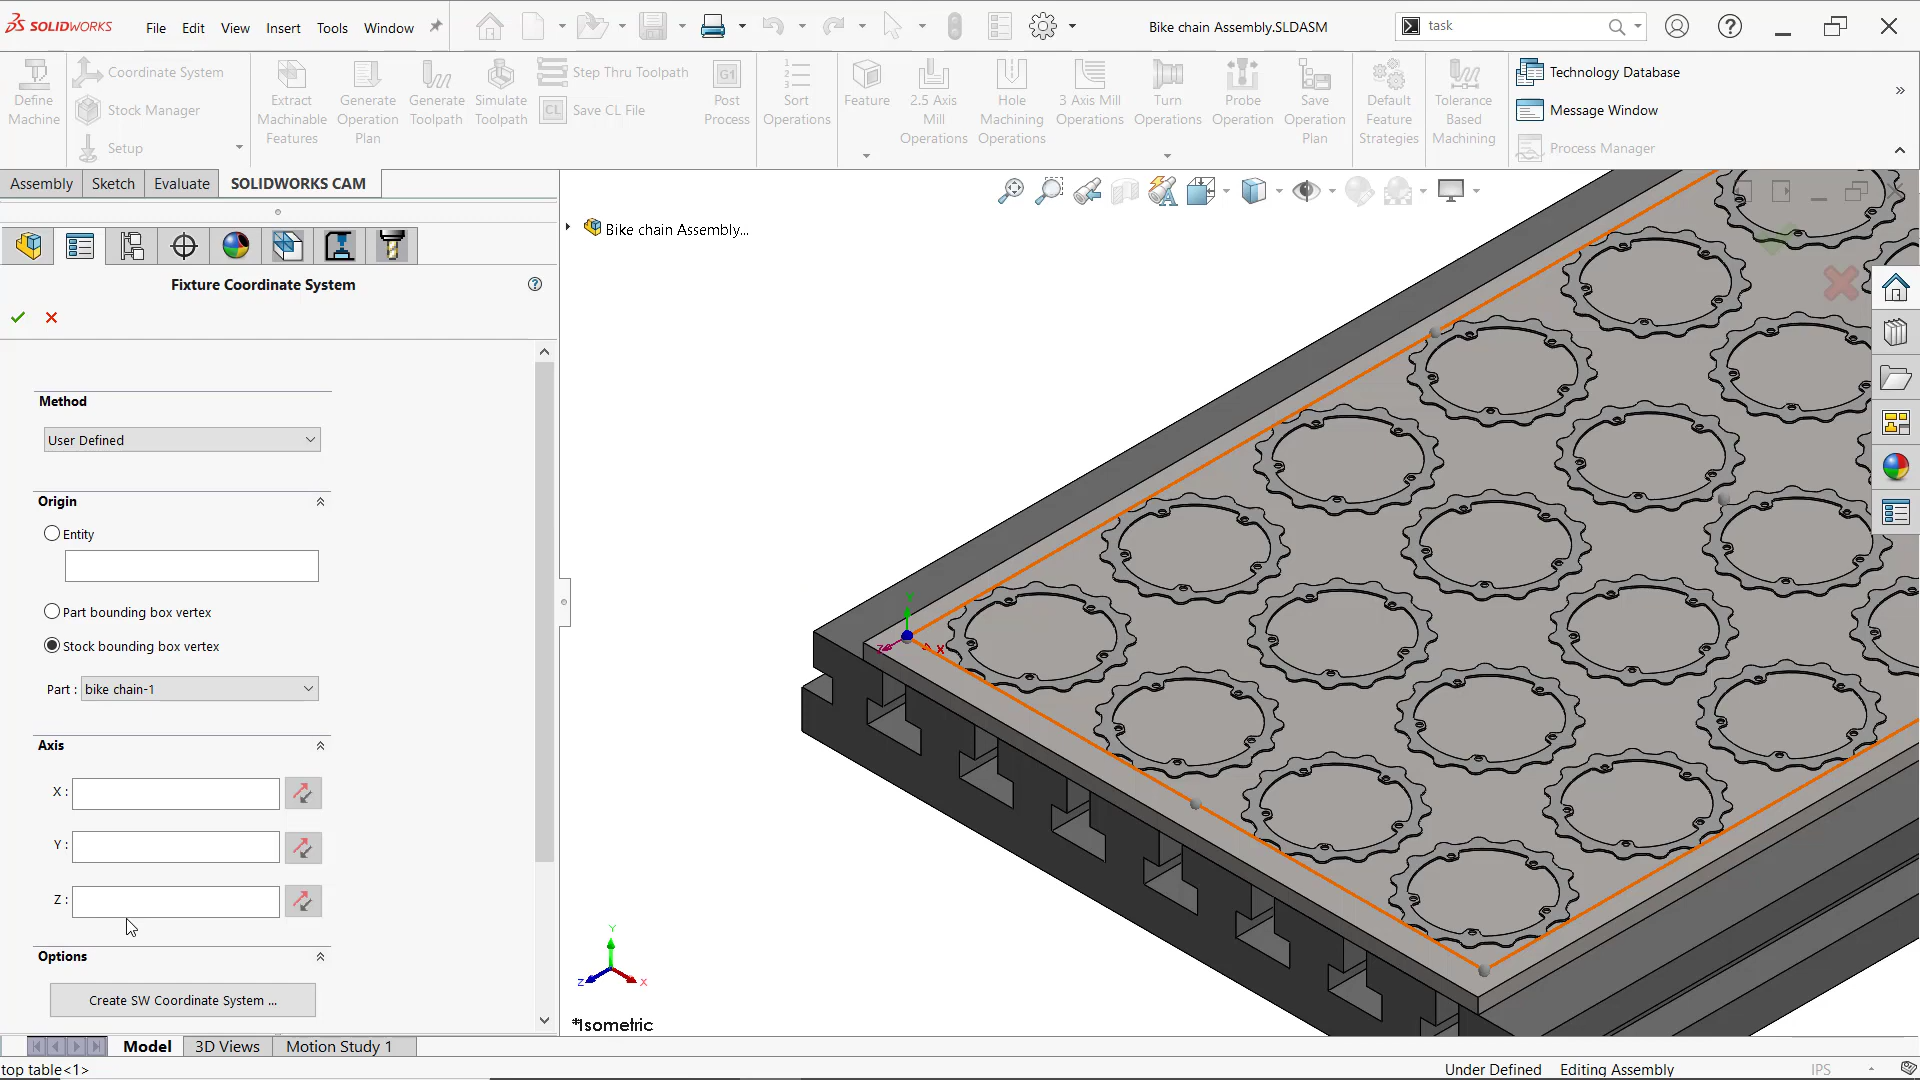 SOLIDWORKS
File Edit View Insert Tools Window
Bike chain Assembly.SLDASM
task
Define Machine
Coordinate System
Stock Manager
Setup
Extract Machinable Features
Generate Operation Plan
Generate Toolpath
Simulate Toolpath
Step Thru Toolpath
CL Save CL File
G1
Post Process
Sort Operations
Feature
2.5 Axis Mill Operations
Hole Machining Operations
3 Axis Mill Operations
Turn Operations
Probe Operation
Save Operation Plan
Default Feature Strategies
Tolerance Based Machining
Technology Database
Message Window
Process Manager
Assembly Sketch Evaluate SOLIDWORKS CAM
Bike chain Assembly...
Fixture Coordinate System
Method
User Defined
Origin
Entity
Part bounding box vertex
Stock bounding box vertex
Part : bike chain-1
Axis
X :
Y :
Z :
Options
Create SW Coordinate System ...
Y
Z
X
Y
Z
X
*Isometric
Model 3D Views Motion Study 1
top table<1>
Under Defined Editing Assembly IPS